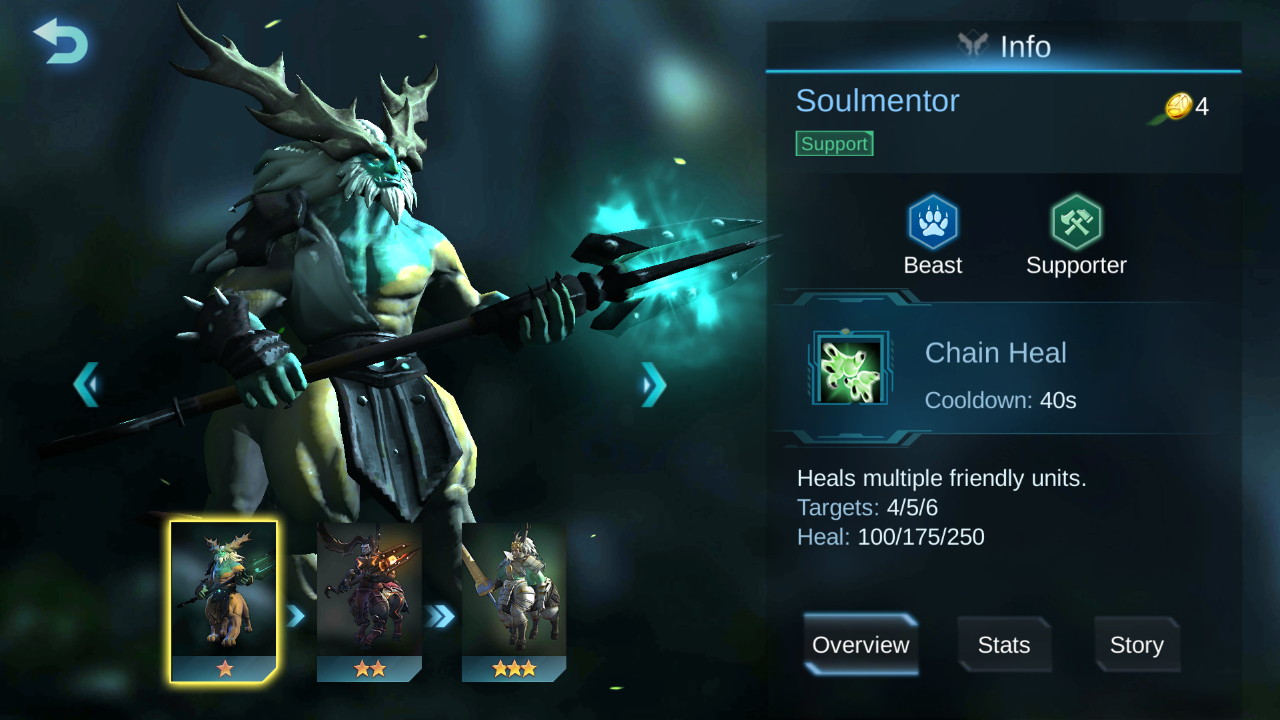 Info
Soulmentor
4
Support
Beast
Supporter
Chain Heal
Cooldown: 40s
Heals multiple friendly units.
Targets: 4/5/6
Heal: 100/175/250
Overview
Stats
Story